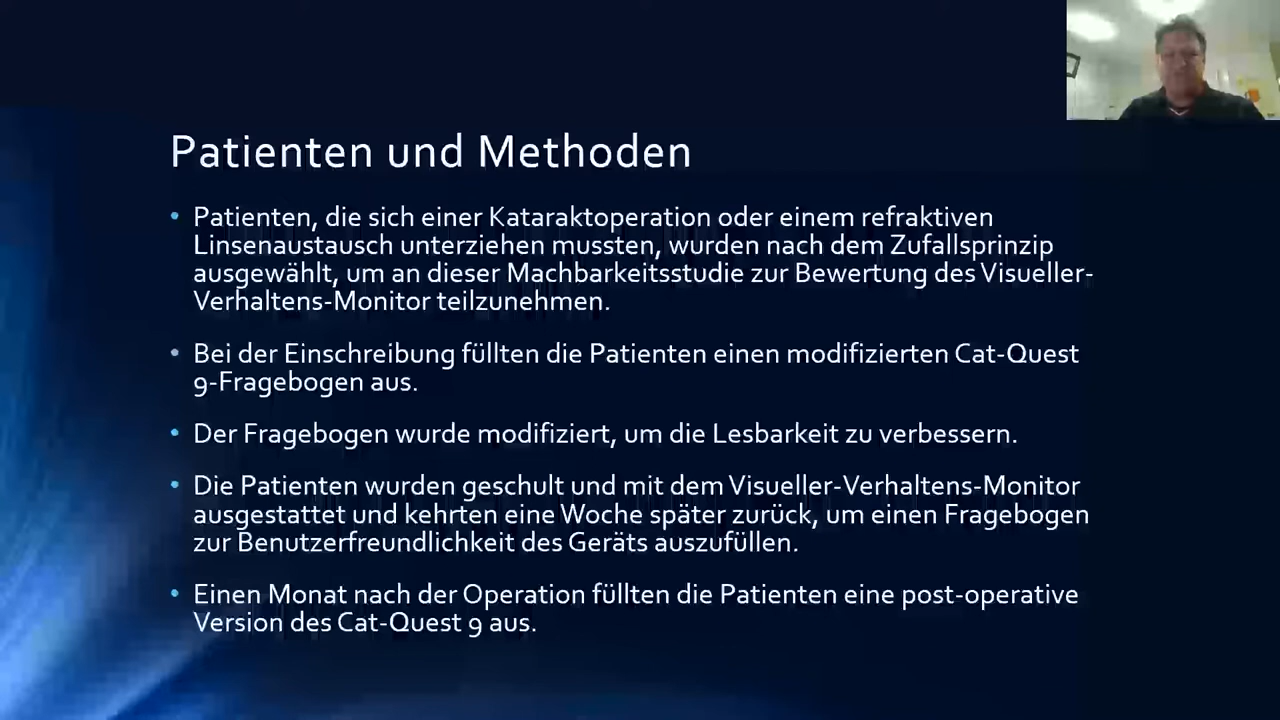 Patienten und Methoden
• Patienten, die sich einer Kataraktoperation oder einem refraktiven
Linsenaustausch unterziehen mussten, wurden nach dem Zufallsprinzip
ausgewählt, um an dieser Machbarkeitsstudie zur Bewertung des Visueller-
Verhaltens-Monitor teilzunehmen.
• Bei der Einschreibung füllten die Patienten einen modifizierten Cat-Quest
9-Fragebogen aus.
• Der Fragebogen wurde modifiziert, um die Lesbarkeit zu verbessern.
• Die Patienten wurden geschult und mit dem Visueller-Verhaltens-Monitor
ausgestattet und kehrten eine Woche später zurück, um einen Fragebogen
zur Benutzerfreundlichkeit des Geräts auszufüllen.
• Einen Monat nach der Operation füllten die Patienten eine post-operative
Version des Cat-Quest 9 aus.